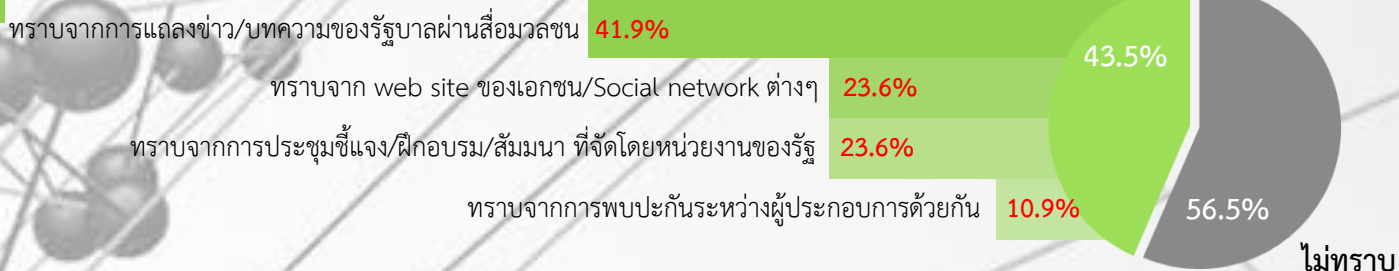 ทราบจากการแถลงข่าว/บทความของรัฐบาลผ่านสื่อมวลชน 41.9%
43.5%
ทราบจาก web site ของเอกชน/Social network ต่างๆ 23.6%
ทราบจากการประชุมชี้แจง/ฝึกอบรม/สัมมนา ที่จัดโดยหน่วยงานของรัฐ 23.6%
ทราบจากการพบปะกันระหว่างผู้ประกอบการด้วยกัน 10.9%
56.5%
ไม่ทราบ